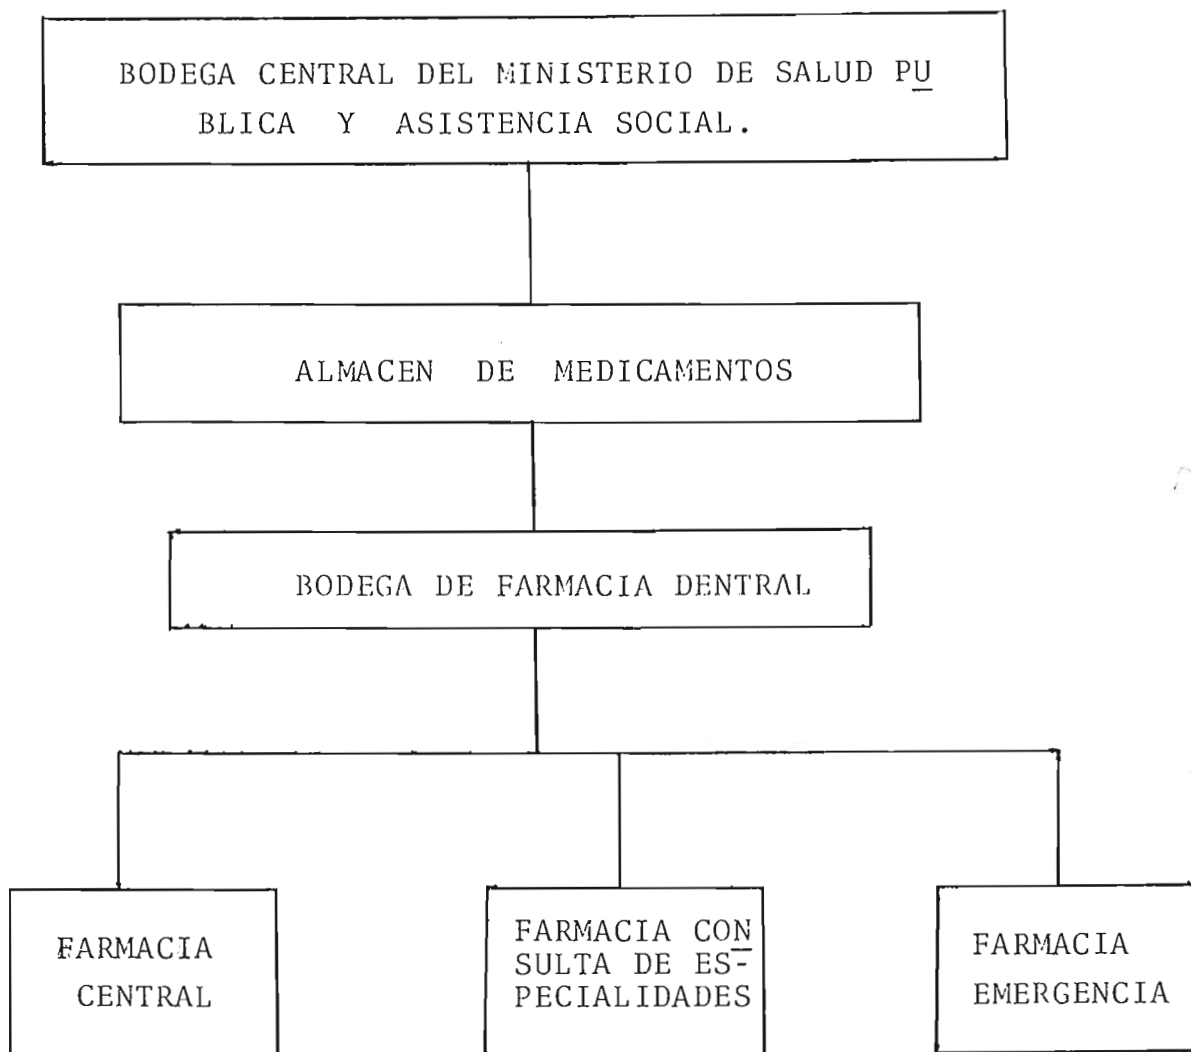 BODEGA CENTRAL DEL MINISTERIO DE SALUD PU
BLICA Y ASISTENCIA SOCIAL.
ALMACEN DE MEDICAMENTOS
BODEGA DE FARMACIA DENTRAL
FARMACIA
CENTRAL
FARMACIA CON
SULTA DE ES-
PECIALIDADES
FARMACIA
EMERGENCIA